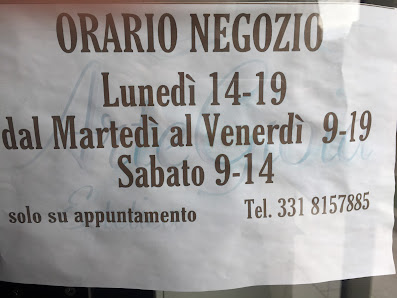 ORARIO NEGOZIO
Lunedì 14-19
dal Martedì al Venerdì 9-19
Sabato 9-14
solo su appuntamento Tel. 331 8157885